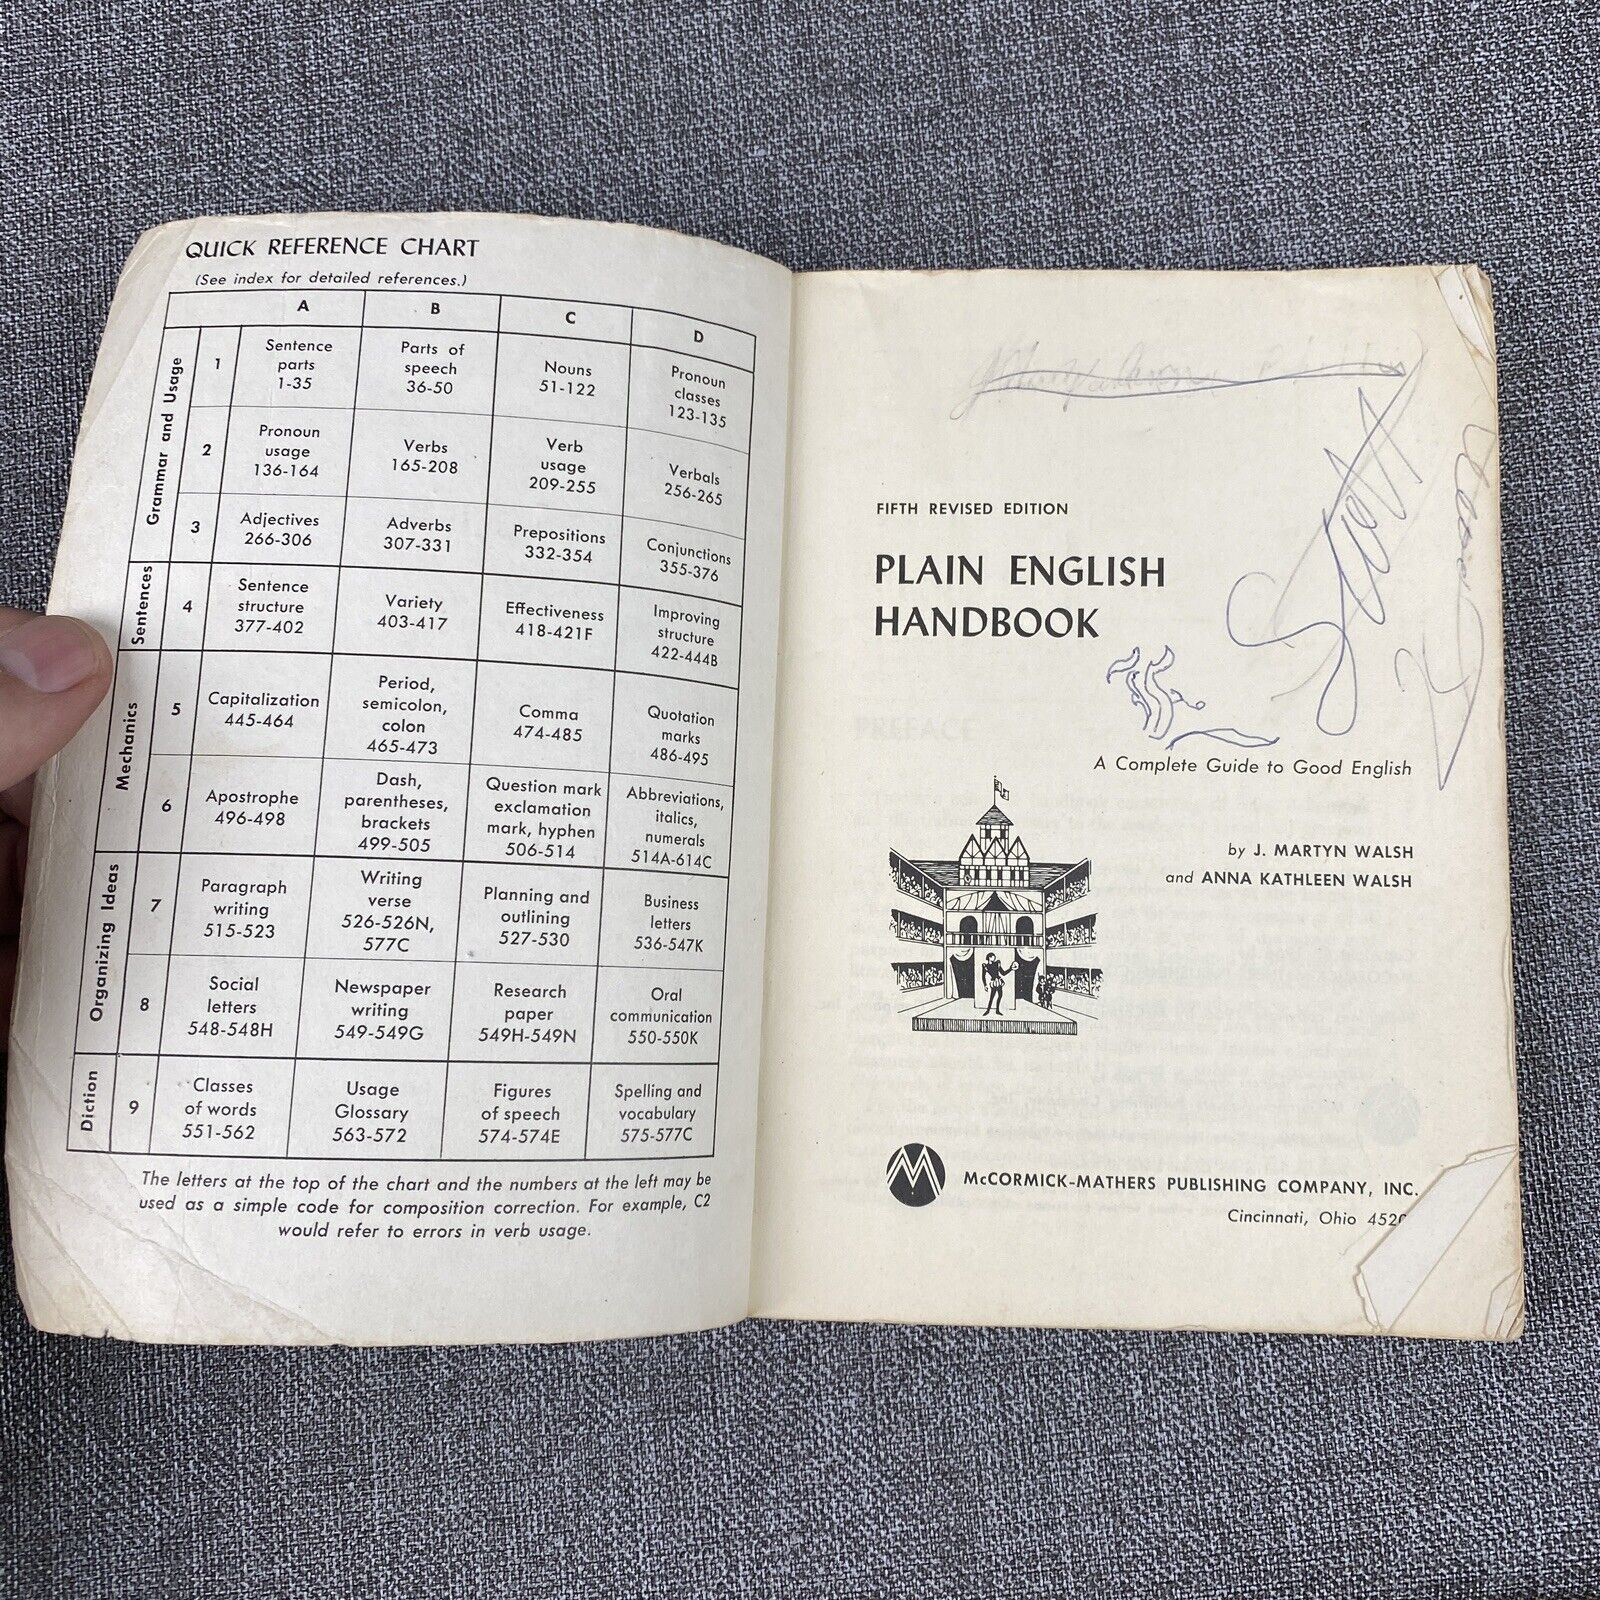 QUICK REFERENCE CHART
(See index for detailed references.)
A B C D
Grammar and Usage
1
Sentence
parts
1-35
Parts of
speech
36-50
Nouns
51-122
Pronoun
classes
123-135
2
Pronoun
usage
136-164
Verbs
165-208
Verb
usage
209-255
Verbals
256-265
3
Adjectives
266-306
Adverbs
307-331
Prepositions
332-354
Conjunctions
355-376
Sentences
4
Sentence
structure
377-402
Variety
403-417
Effectiveness
418-421F
Improving
structure
422-444B
Mechanics
5
Capitalization
445-464
Period,
semicolon,
colon
465-473
Comma
474-485
Quotation
marks
486-495
6
Apostrophe
496-498
Dash,
parentheses,
brackets
499-505
Question mark
exclamation
mark, hyphen
506-514
Abbreviations,
italics,
numerals
514A-614C
Organizing Ideas
7
Paragraph
writing
515-523
Writing
verse
526-526N,
577C
Planning and
outlining
527-530
Business
letters
536-547K
8
Social
letters
548-548H
Newspaper
writing
549-549G
Research
paper
549H-549N
Oral
communication
550-550K
Diction
9
Classes
of words
551-562
Usage
Glossary
563-572
Figures
of speech
574-574E
Spelling and
vocabulary
575-577C
The letters at the top of the chart and the numbers at the left may be
used as a simple code for composition correction. For example, C2
would refer to errors in verb usage.
Scott
FIFTH REVISED EDITION
PLAIN ENGLISH
HANDBOOK
PREFACE
A Complete Guide to Good English
by J. MARTYN WALSH
and ANNA KATHLEEN WALSH
McCORMICK-MATHERS PUBLISHING COMPANY, INC.
Cincinnati, Ohio 4520